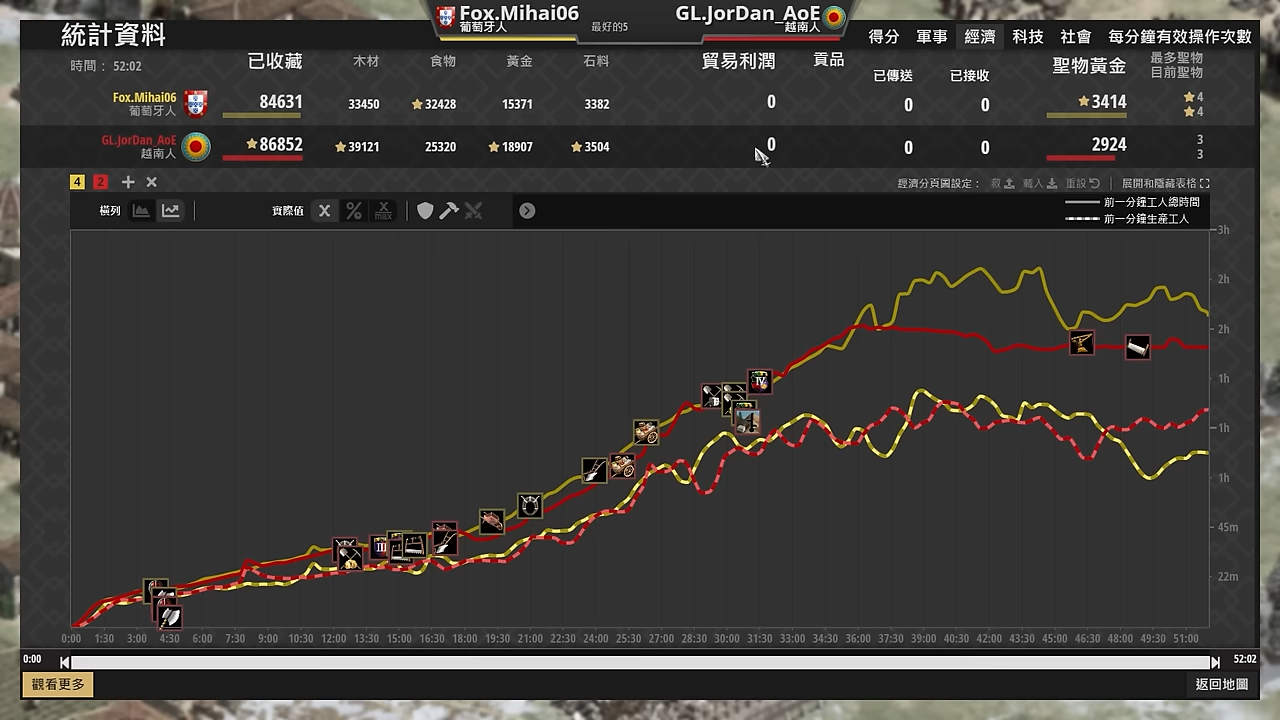 Fox.Mihai06
葡萄牙人
最好的5
GL.JorDan_AoE
越南人
統計資料
得分 軍事 經濟 科技 社會 每分鐘有效操作次數
時間： 52:02
已收藏 木材 食物 黃金 石料 貿易利潤 貢品 已傳送 已接收 聖物黃金 最多聖物 目前聖物
Fox.Mihai06
葡萄牙人
84631 33450 32428 15371 3382 0 0 0 3414 4 4
GL.JorDan_AoE
越南人
86852 39121 25320 18907 3504 0 0 0 2924 3 3
4 2
經濟分頁圖設定： 載入 重設 展開和隱藏表格
橫列 實際值 X % X max
前一分鐘工人總時間
前一分鐘生產工人
3h
2h
2h
1h
1h
1h
45m
22m
III
IV
0:00 1:30 3:00 4:30 6:00 7:30 9:00 10:30 12:00 13:30 15:00 16:30 18:00 19:30 21:00 22:30 24:00 25:30 27:00 28:30 30:00 31:30 33:00 34:30 36:00 37:30 39:00 40:30 42:00 43:30 45:00 46:30 48:00 49:30 51:00
0:00 52:02
觀看更多
返回地圖